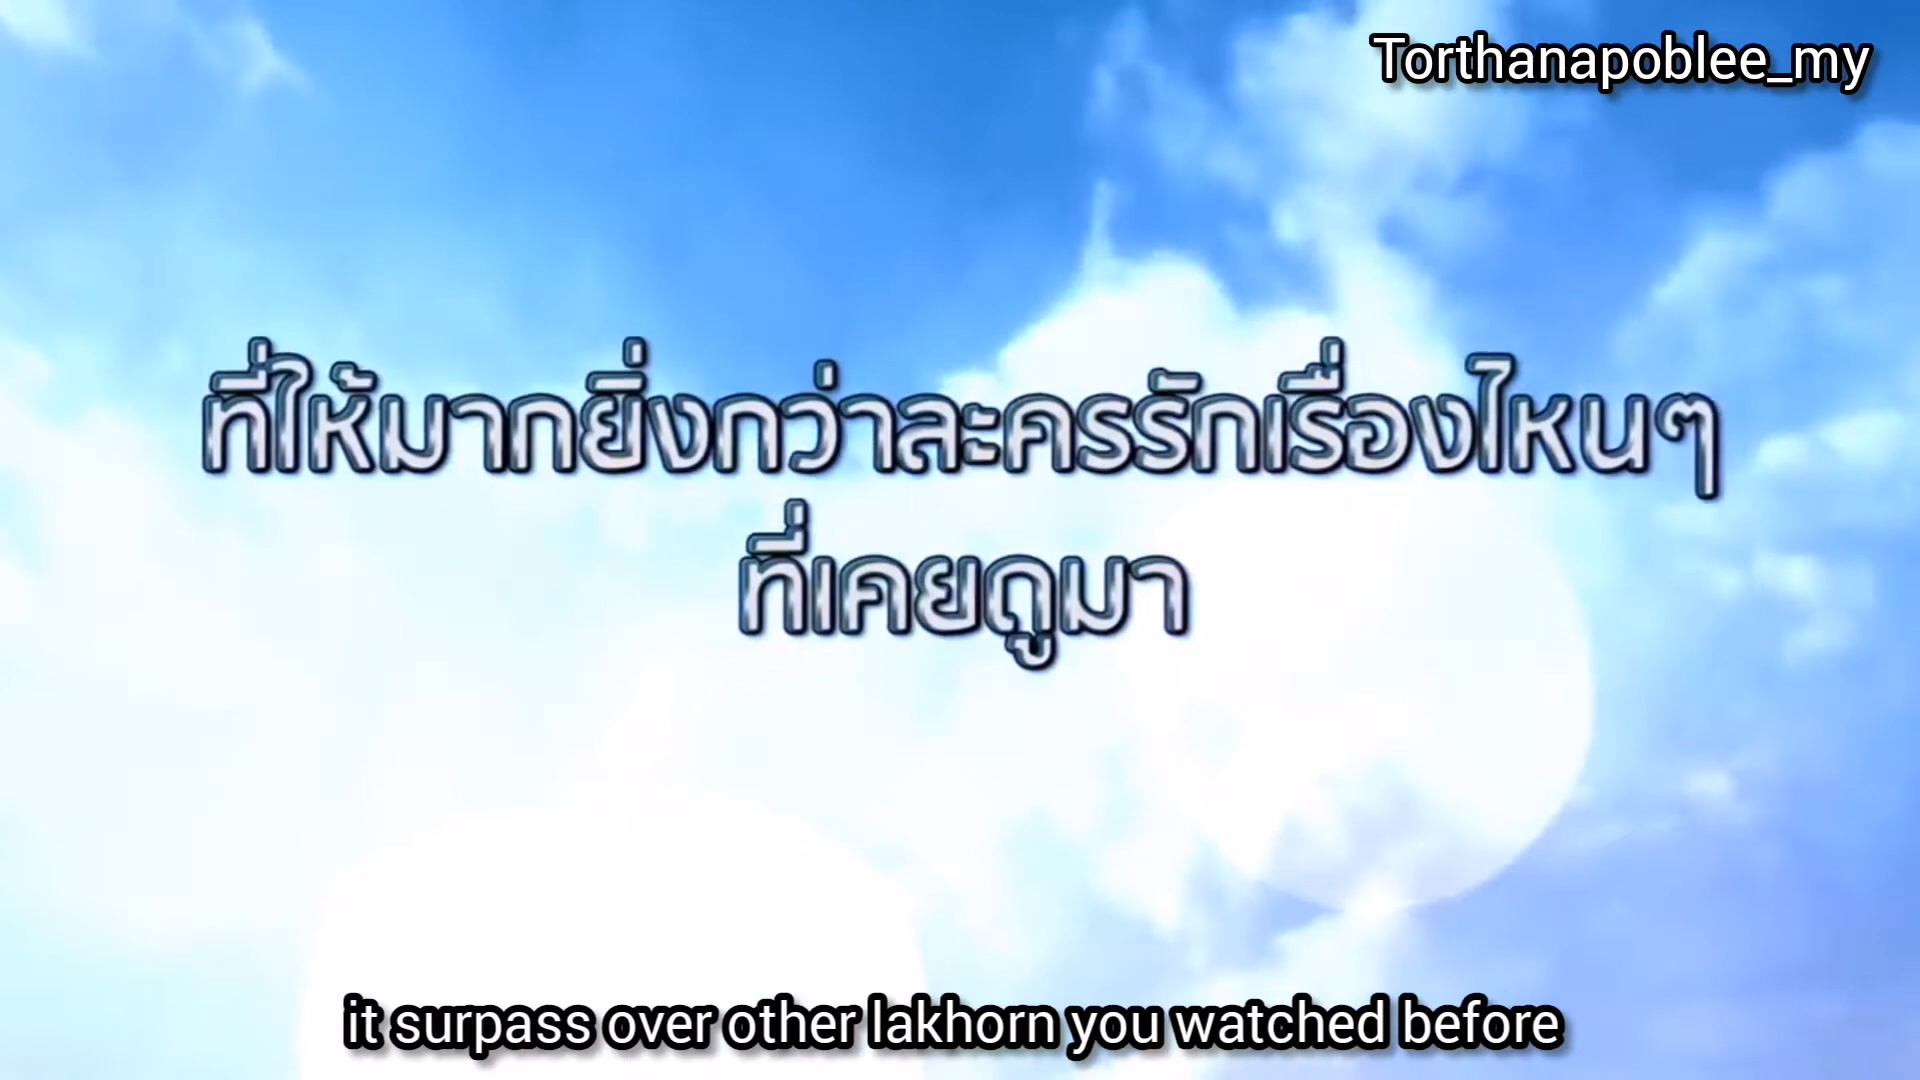 Torthanapoblee_my
ที่ให้มากยิ่งกว่าละครรักเรื่องไหนๆ
ที่เคยดูมา
it surpass over other lakhorn you watched before